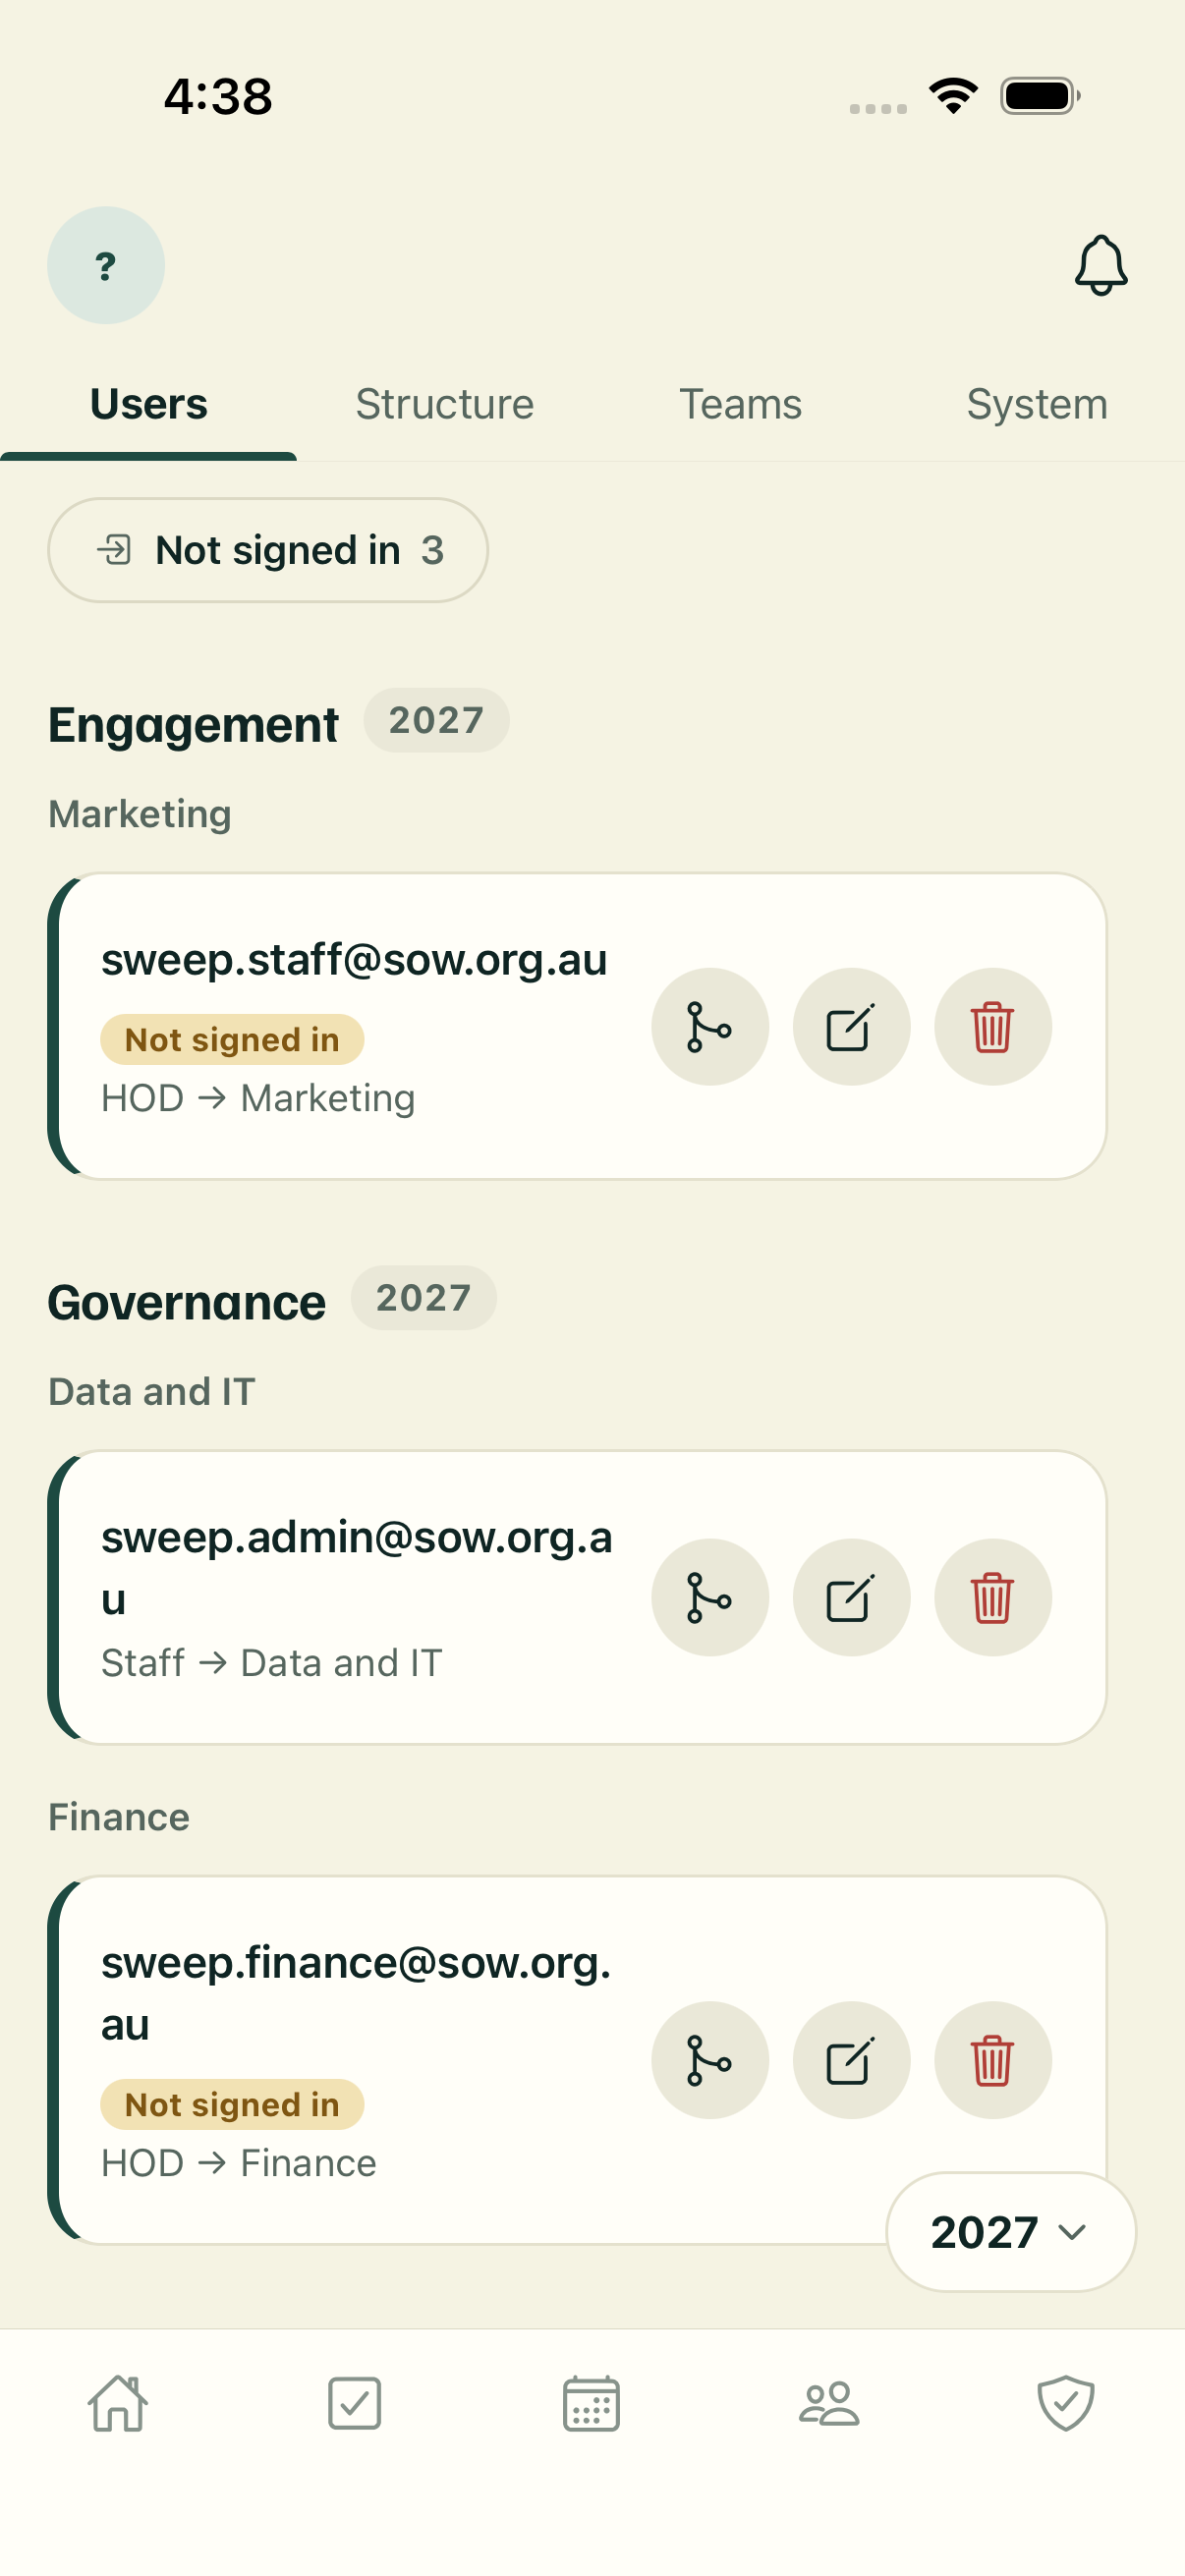 4:38
?
Users Structure Teams System
Not signed in 3
Engagement 2027
Marketing
sweep.staff@sow.org.au
Not signed in
HOD → Marketing
Governance 2027
Data and IT
sweep.admin@sow.org.a
u
Staff → Data and IT
Finance
sweep.finance@sow.org.
au
Not signed in
HOD → Finance
2027